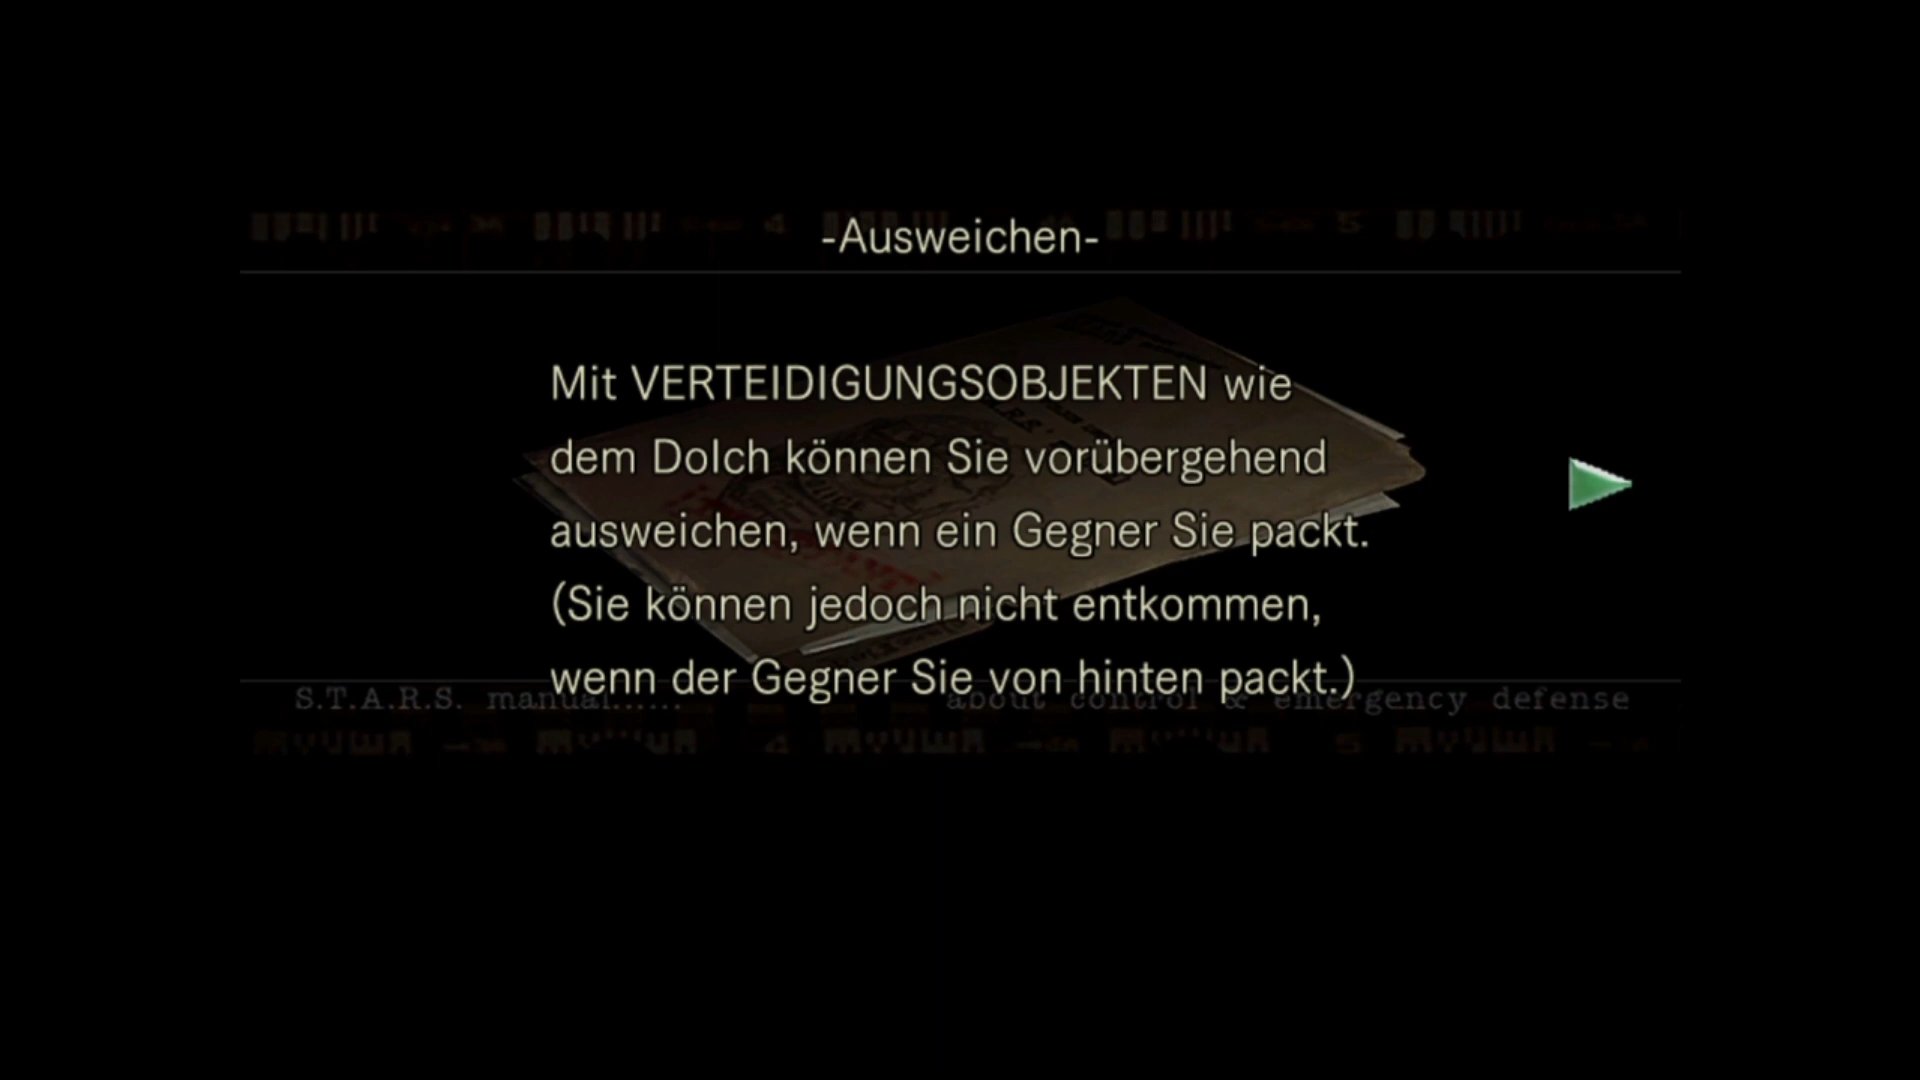 -Ausweichen-
Mit VERTEIDIGUNGSOBJEKTEN wie
dem Dolch können Sie vorübergehend
ausweichen, wenn ein Gegner Sie packt.
(Sie können jedoch nicht entkommen,
wenn der Gegner Sie von hinten packt.)
S.T.A.R.S. manual...... about control & emergency defense